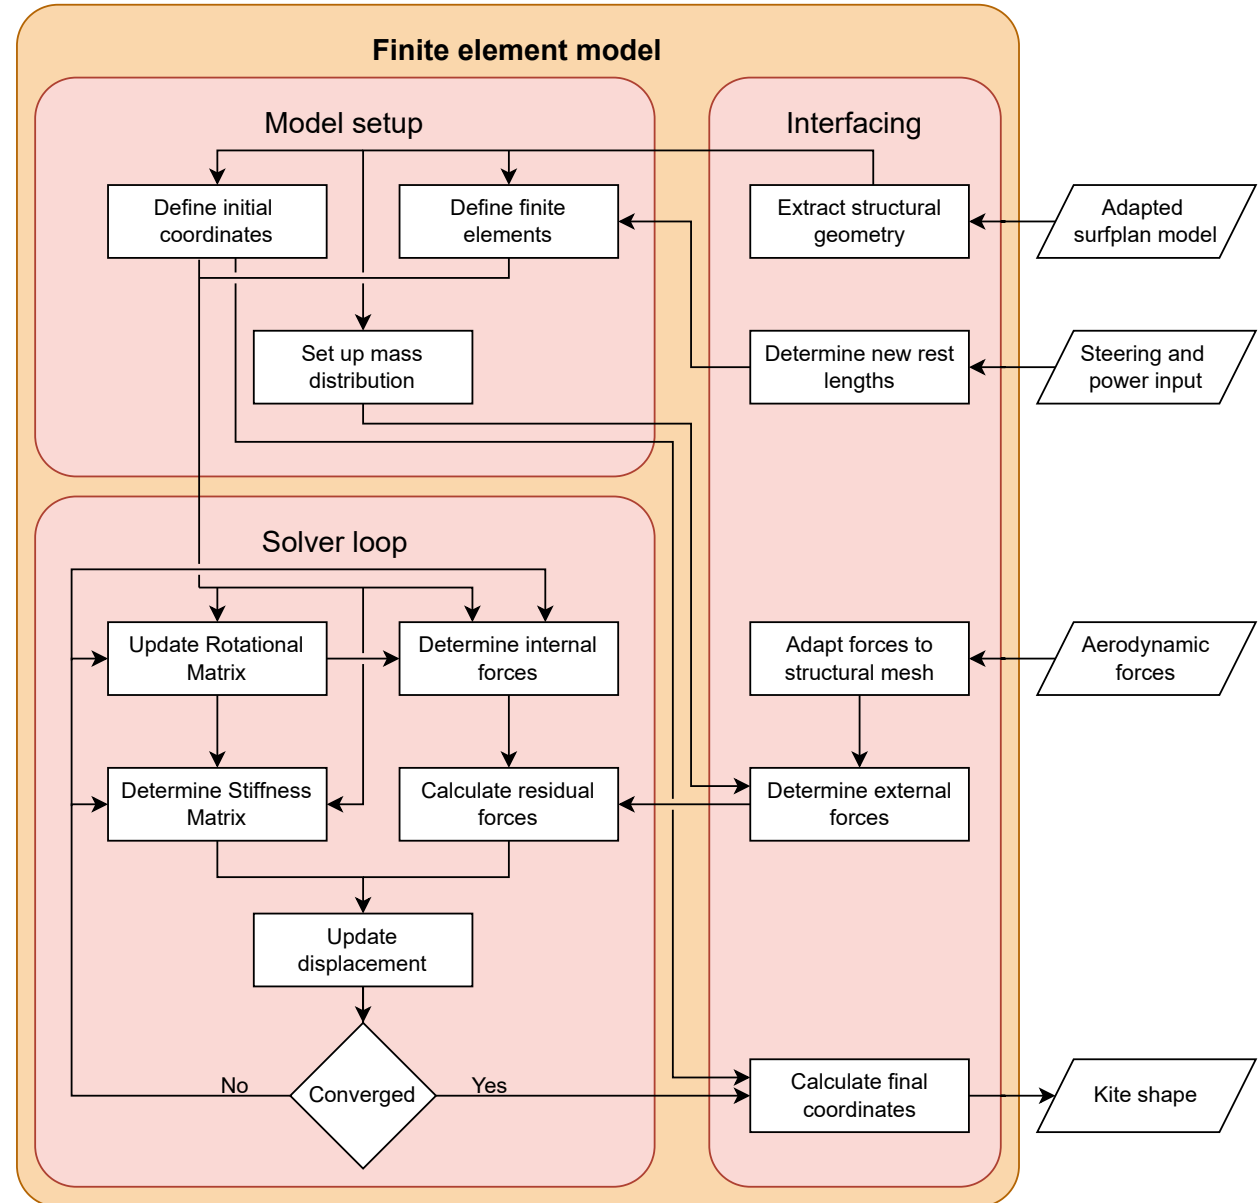 Finite element model
Model setup
Interfacing
Define initial
coordinates
Define finite
elements
Extract structural
geometry
Adapted
surfplan model
Set up mass
distribution
Determine new rest
lengths
Steering and
power input
Solver loop
Update Rotational
Matrix
Determine internal
forces
Adapt forces to
structural mesh
Aerodynamic
forces
Determine Stiffness
Matrix
Calculate residual
forces
Determine external
forces
Update
displacement
No
Converged
Yes
Calculate final
coordinates
Kite shape